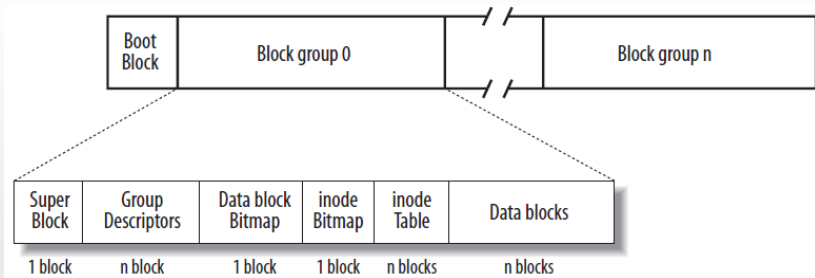 Boot
Block
Block group 0
Block group n
Super
Block
Group
Descriptors
Data block
Bitmap
inode
Bitmap
inode
Table
Data blocks
1 block
n block
1 block
1 block
n blocks
n blocks